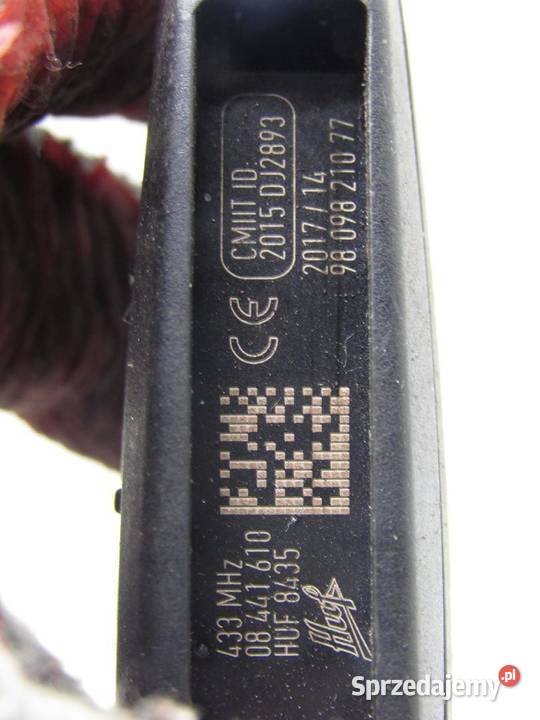 433 MHz
08 441 610
HUF 8435
Huf
CE
CMIIT ID:
2015 DJ2893
2017 / 14
98 098 210 77
Sprzedajemy.pl